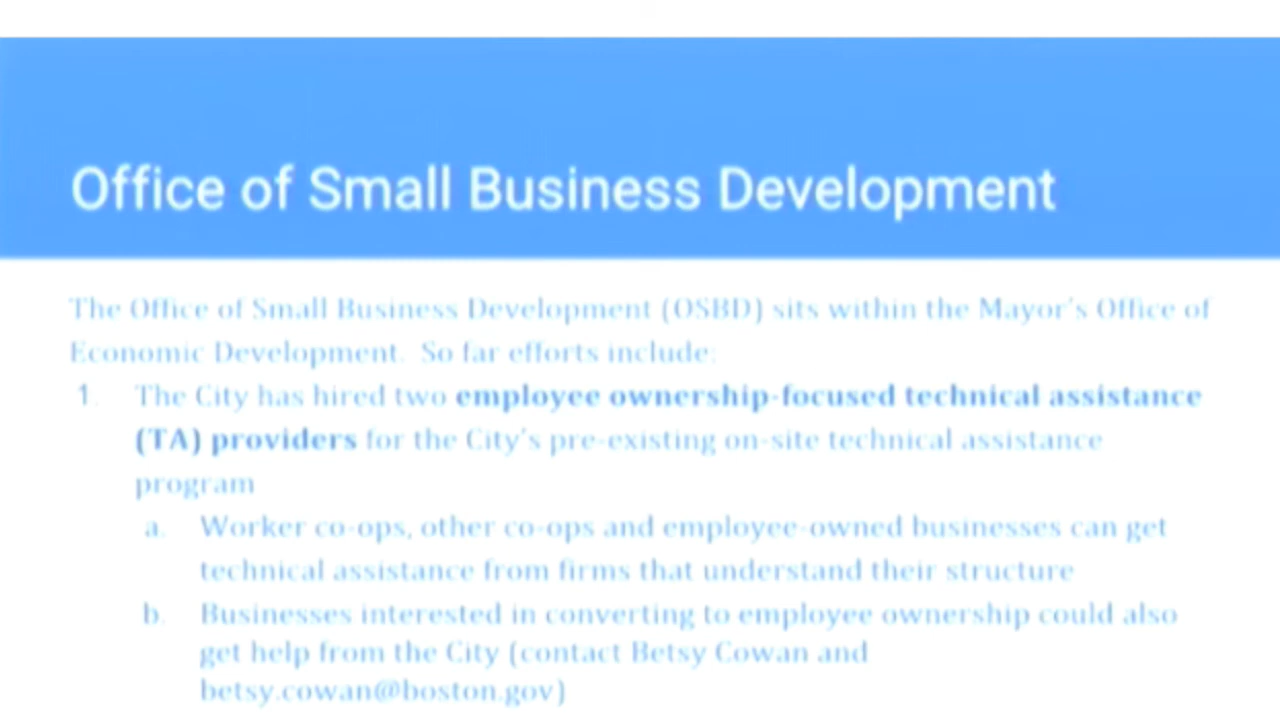 Office of Small Business Development
The Office of Small Business Development (OSBD) sits within the Mayor's Office of
Economic Development. So far efforts include:
1. The City has hired two employee ownership-focused technical assistance
(TA) providers for the City's pre-existing on-site technical assistance
program
a. Worker co-ops, other co-ops and employee-owned businesses can get
technical assistance from firms that understand their structure
b. Businesses interested in converting to employee ownership could also
get help from the City (contact Betsy Cowan and
betsy.cowan@boston.gov)